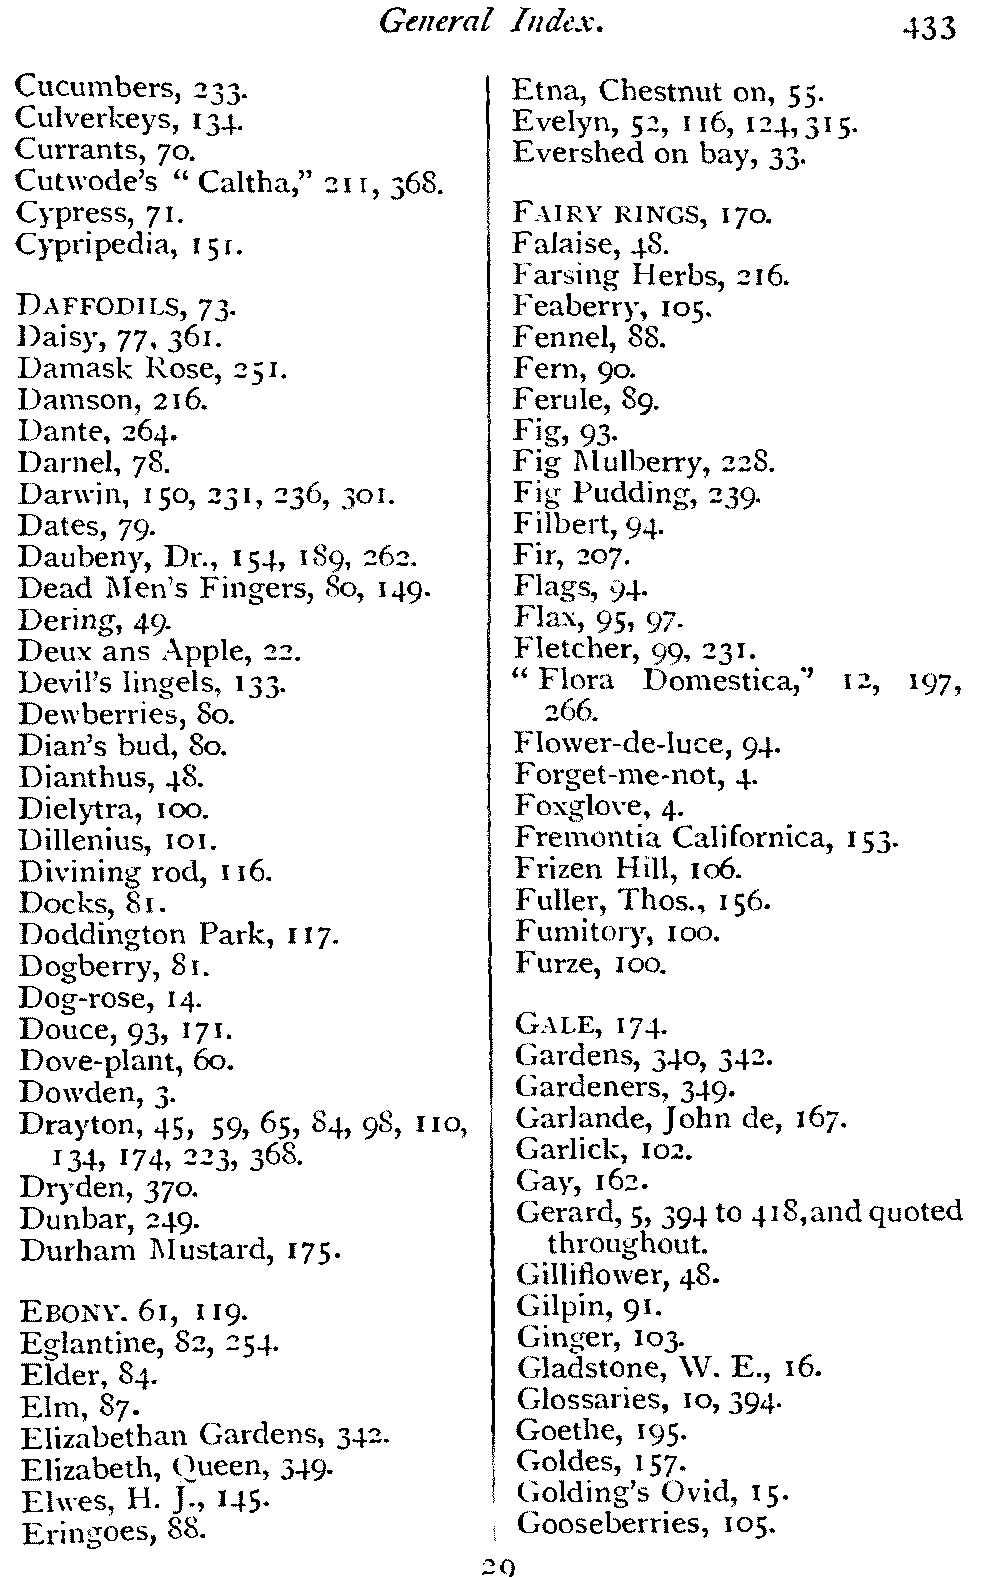 General Index. 433
Cucumbers, 233.
Culverkeys, 134.
Currants, 70.
Cutwode's “ Caltha,” 211, 368.
Cypress, 71.
Cypripedia, 151.
DAFFODILS, 73.
Daisy, 77, 361.
Damask Rose, 251.
Damson, 216.
Dante, 264.
Darnel, 78.
Darwin, 150, 231, 236, 301.
Dates, 79.
Daubeny, Dr., 154, 189, 262.
Dead Men's Fingers, 80, 149.
Dering, 49.
Deux ans Apple, 22.
Devil's lingels, 133.
Dewberries, 80.
Dian's bud, 80.
Dianthus, 48.
Dielytra, 100.
Dillenius, 101.
Divining rod, 116.
Docks, 81.
Doddington Park, 117.
Dogberry, 81.
Dog-rose, 14.
Douce, 93, 171.
Dove-plant, 60.
Dowden, 3.
Drayton, 45, 59, 65, 84, 98, 110,
134, 174, 223, 368.
Dryden, 370.
Dunbar, 249.
Durham Mustard, 175.
EBONY. 61, 119.
Eglantine, 82, 254.
Elder, 84.
Elm, 87.
Elizabethan Gardens, 342.
Elizabeth, Queen, 349.
Elwes, H. J., 145.
Eringoes, 88.
Etna, Chestnut on, 55.
Evelyn, 52, 116, 124, 315.
Evershed on bay, 33.
FAIRY RINGS, 170.
Falaise, 48.
Farsing Herbs, 216.
Feaberry, 105.
Fennel, 88.
Fern, 90.
Ferule, 89.
Fig, 93.
Fig Mulberry, 228.
Fig Pudding, 239.
Filbert, 94.
Fir, 207.
Flags, 94.
Flax, 95, 97.
Fletcher, 99, 231.
“ Flora Domestica,” 12, 197,
266.
Flower-de-luce, 94.
Forget-me-not, 4.
Foxglove, 4.
Fremontia Californica, 153.
Frizen Hill, 106.
Fuller, Thos., 156.
Fumitory, 100.
Furze, 100.
GALE, 174.
Gardens, 340, 342.
Gardeners, 349.
Garlande, John de, 167.
Garlick, 102.
Gay, 162.
Gerard, 5, 394 to 418, and quoted
throughout.
Gilliflower, 48.
Gilpin, 91.
Ginger, 103.
Gladstone, W. E., 16.
Glossaries, 10, 394.
Goethe, 195.
Goldes, 157.
Golding's Ovid, 15.
Gooseberries, 105.
29